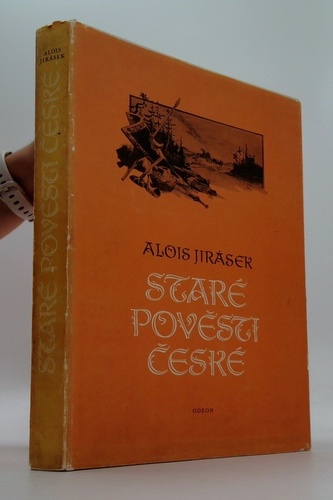 ALOIS
JIRÁSEK
STARÉ POVĚSTI ČESKÉ
ALOIS JIRÁSEK
STARÉ
POVĚSTI
ČESKÉ
ODEON